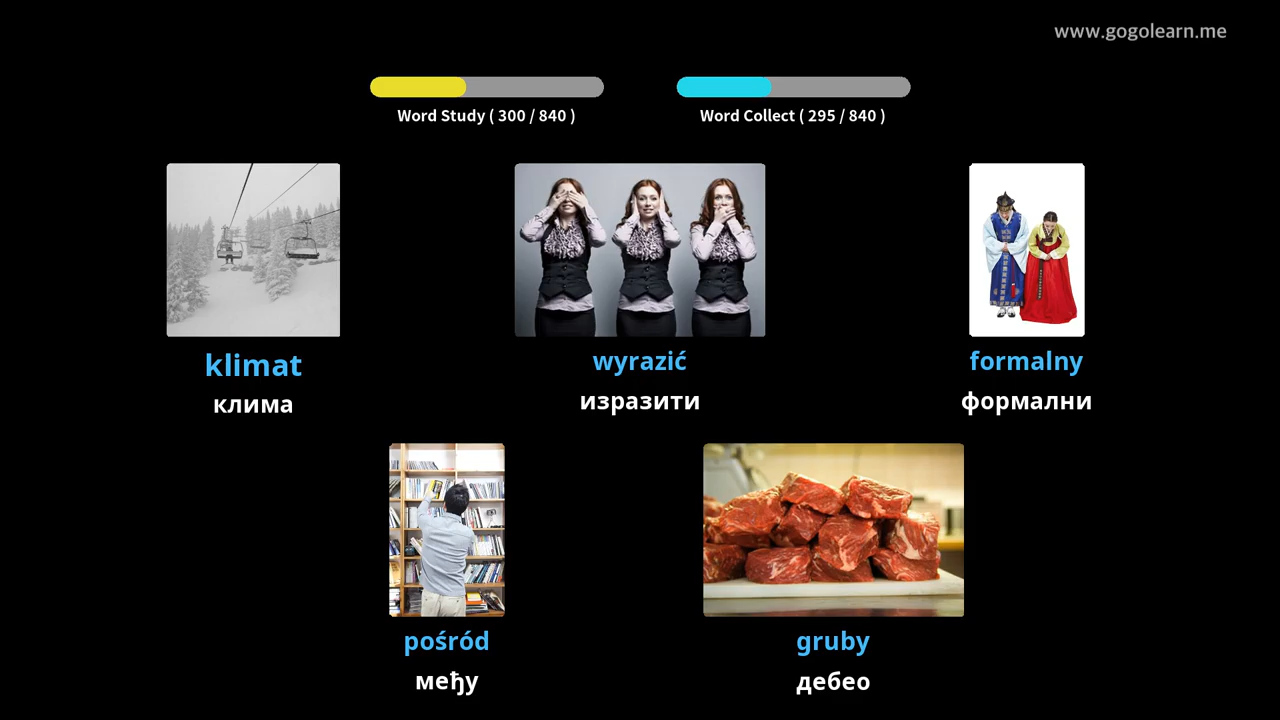 www.gogolearn.me
Word Study ( 300 / 840 )
Word Collect ( 295 / 840 )
klimat
клима
wyrazić
изразити
formalny
формални
pośród
међу
gruby
дебео